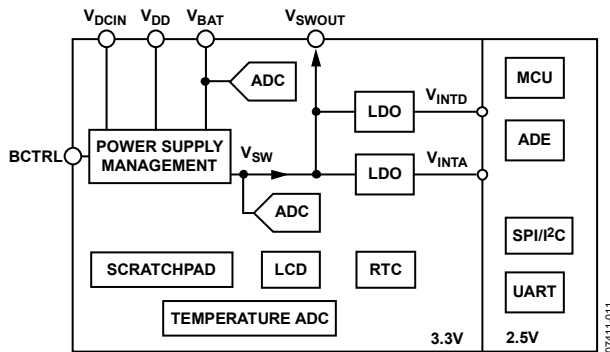 VDCIN VDD VBAT VSWOUT
ADC
MCU
LDO
VINTD
ADE
BCTRL
POWER SUPPLY
MANAGEMENT
VSW
LDO
VINTA
ADC
SPI/I2C
SCRATCHPAD
LCD
RTC
UART
TEMPERATURE ADC
3.3V
2.5V
07411-011